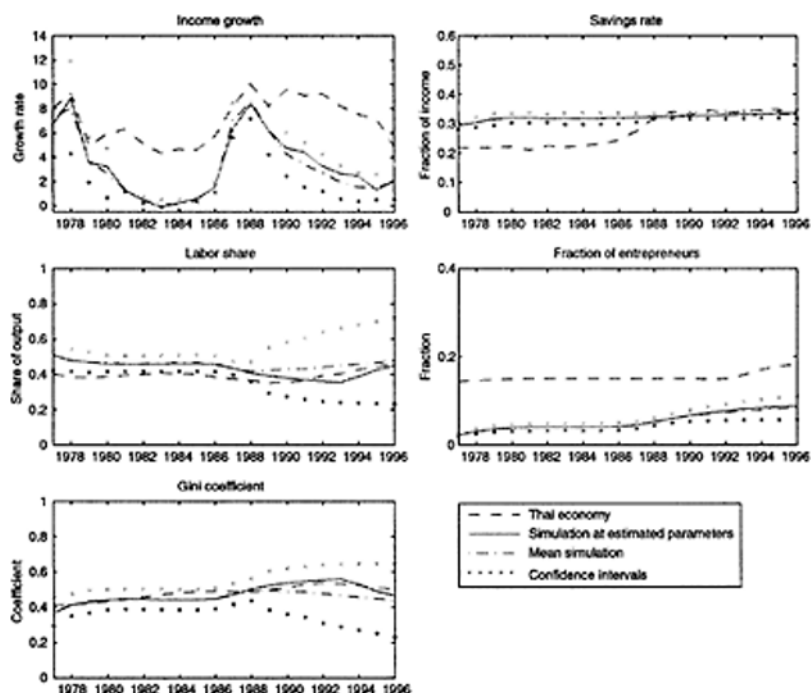 Income growth
Growth rate
14
12
10
8
6
4
2
0
1978 1980 1982 1984 1986 1988 1990 1992 1994 1996
Savings rate
Fraction of income
0.6
0.5
0.4
0.3
0.2
0.1
0
1978 1980 1982 1984 1986 1988 1990 1992 1994 1996
Labor share
Share of output
1
0.8
0.6
0.4
0.2
0
1978 1980 1982 1984 1986 1988 1990 1992 1994 1996
Fraction of entrepreneurs
Fraction
0.4
0.2
0
1978 1980 1982 1984 1986 1988 1990 1992 1994 1996
Gini coefficient
Coefficient
1
0.8
0.6
0.4
0.2
0
1978 1980 1982 1984 1986 1988 1990 1992 1994 1996
Thai economy
Simulation at estimated parameters
Mean simulation
Confidence intervals